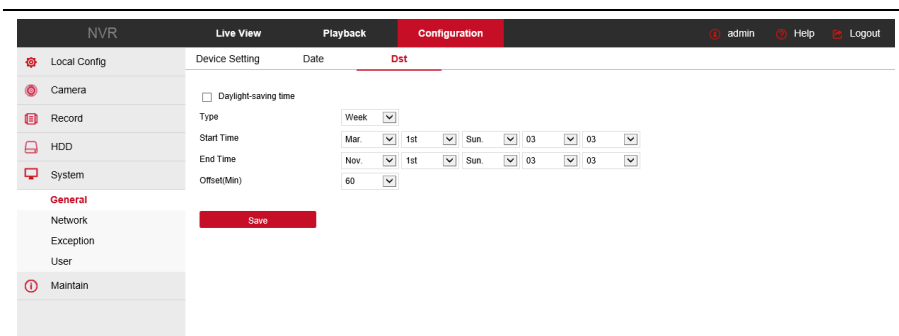 NVR Live View Playback Configuration admin Help Logout
Local Config
Camera
Record
HDD
System
General
Network
Exception
User
Maintain
Device Setting Date Dst
Daylight-saving time
Type Week
Start Time Mar. 1st Sun. 03 03
End Time Nov. 1st Sun. 03 03
Offset(Min) 60
Save